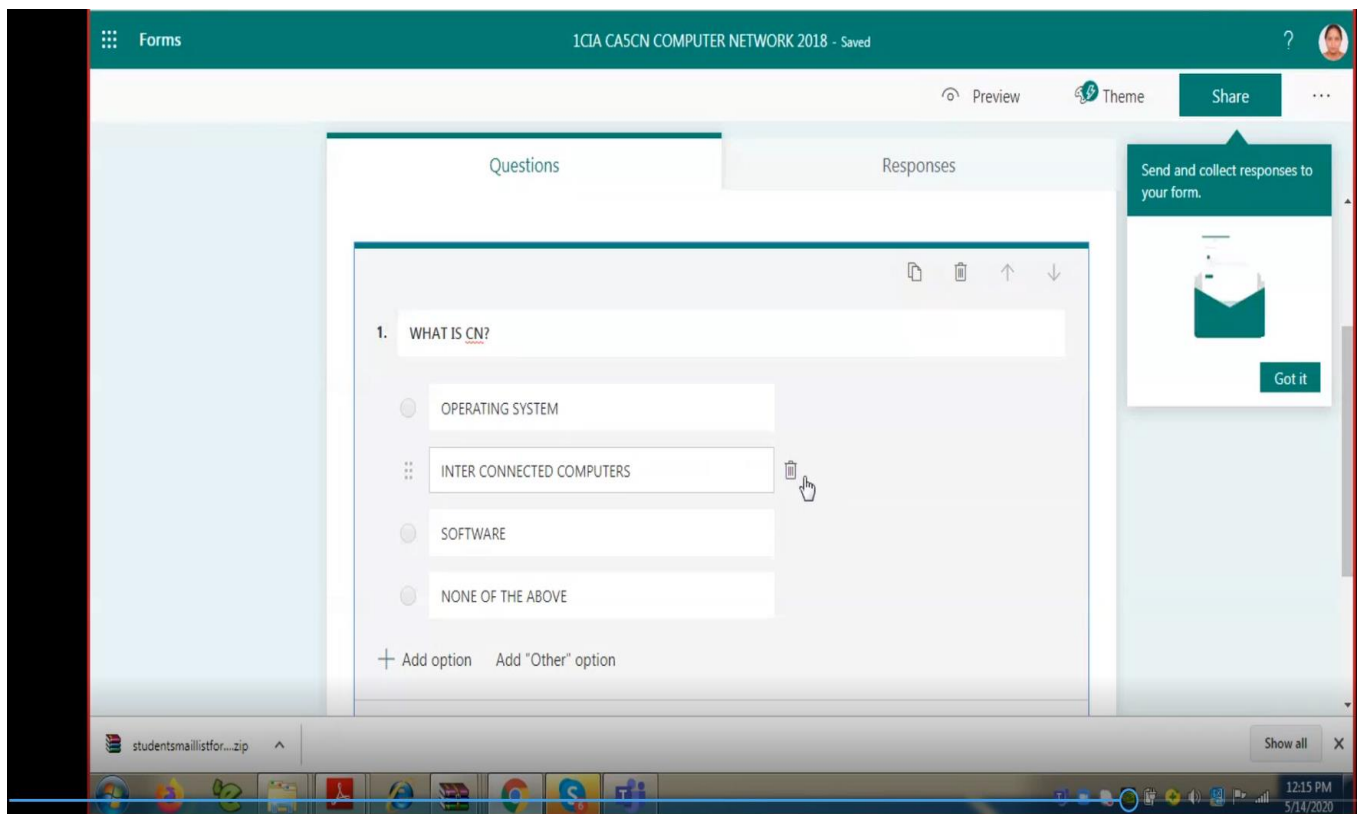 Forms
1CIA CA5CN COMPUTER NETWORK 2018 - Saved
?
Preview
Theme
Share
...
Questions
Responses
Send and collect responses to
your form.
1. WHAT IS CN?
OPERATING SYSTEM
INTER CONNECTED COMPUTERS
SOFTWARE
NONE OF THE ABOVE
+ Add option
Add "Other" option
Got it
studentsmaillistfor....zip
Show all
X
12:15 PM
5/14/2020